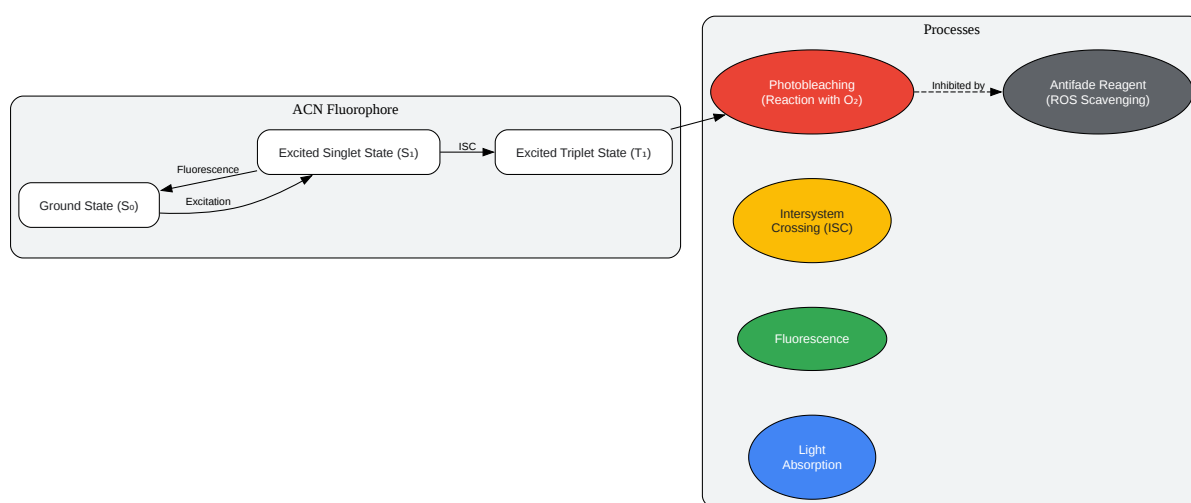 ACN Fluorophore
Ground State (S₀)
Fluorescence
Excitation
Excited Singlet State (S₁)
ISC
Excited Triplet State (T₁)
Processes
Photobleaching
(Reaction with O₂)
Inhibited by
Antifade Reagent
(ROS Scavenging)
Intersystem
Crossing (ISC)
Fluorescence
Light
Absorption